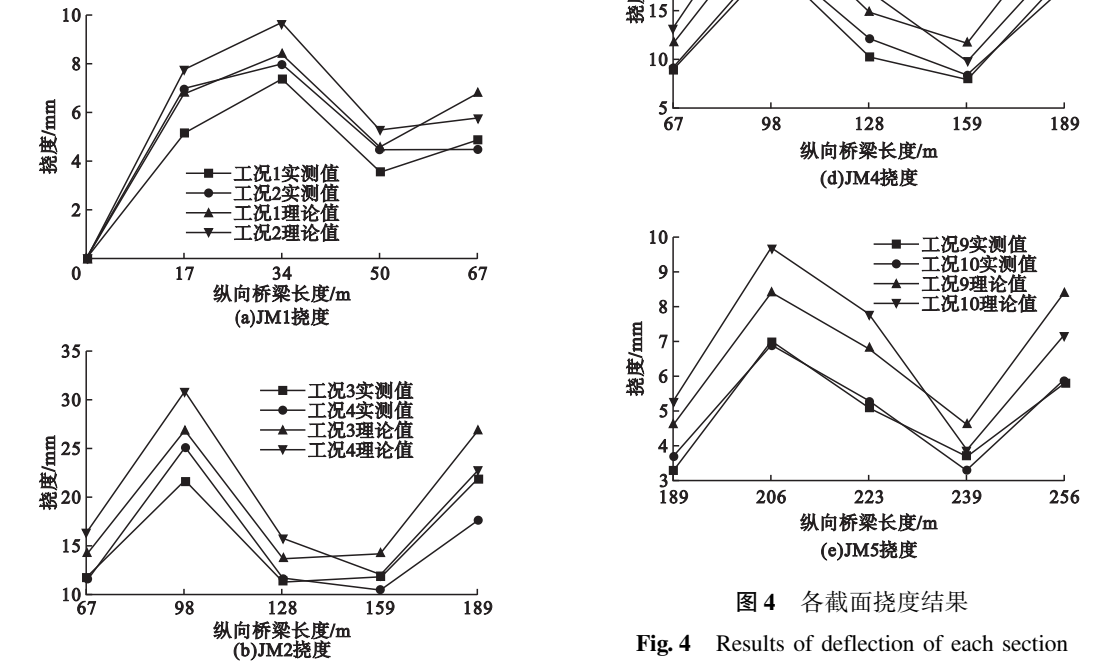 10
8
6
4
2
0
挠度/mm
工况1实测值
工况2实测值
工况1理论值
工况2理论值
17 34 50 67
纵向桥梁长度/m
(a)JM1挠度
35
30
25
20
15
10
挠度/mm
工况3实测值
工况4实测值
工况3理论值
工况4理论值
67 98 128 159 189
纵向桥梁长度/m
(b)JM2挠度
15
10
5
67 98 128 159 189
纵向桥梁长度/m
(d)JM4挠度
10
9
8
7
6
5
4
3
挠度/mm
工况9实测值
工况10实测值
工况9理论值
工况10理论值
189 206 223 239 256
纵向桥梁长度/m
(e)JM5挠度
图 4 各截面挠度结果
Fig. 4 Results of deflection of each section